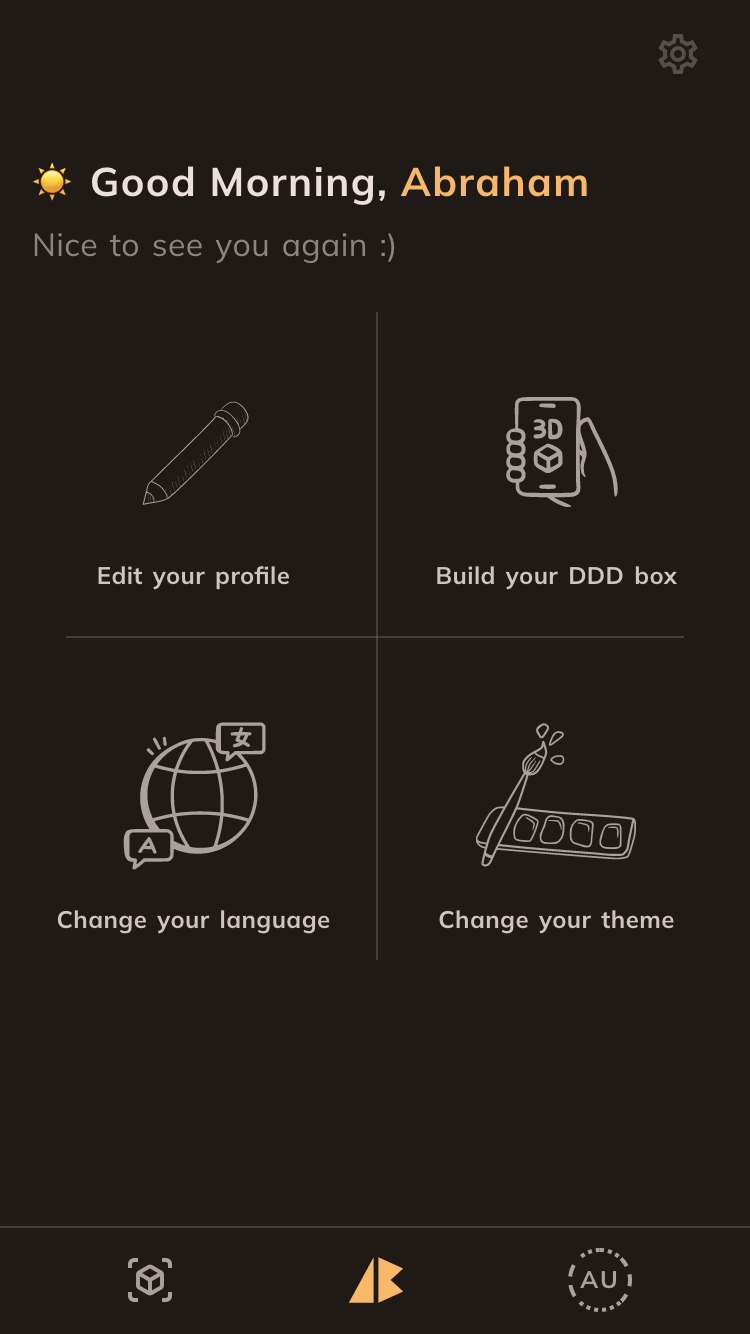 Good Morning, Abraham
Nice to see you again :)
3D
Edit your profile
Build your DDD box
女
A
Change your language
Change your theme
AU